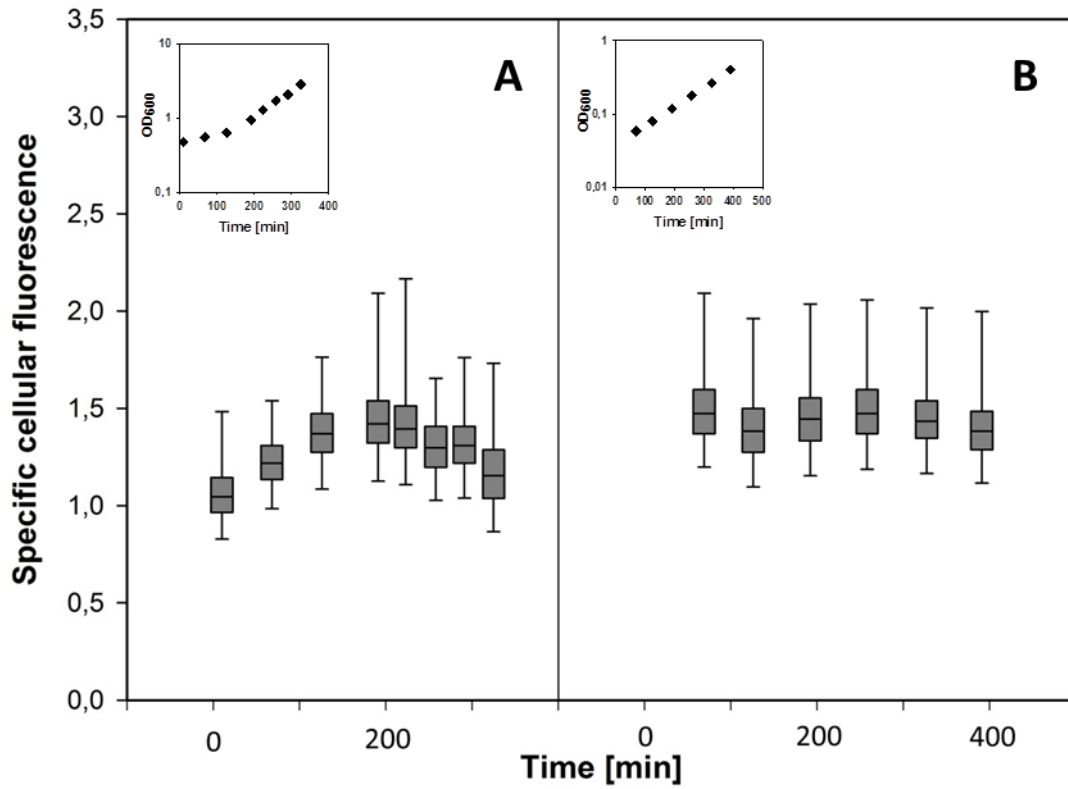 3,5
3,0
2,5
2,0
1,5
1,0
0,5
0,0
Specific cellular fluorescence
A
10
1
0,1
OD600
0 100 200 300 400
Time [min]
B
1
0,1
0,01
OD600
0 100 200 300 400 500
Time [min]
0 200 0 200 400
Time [min]